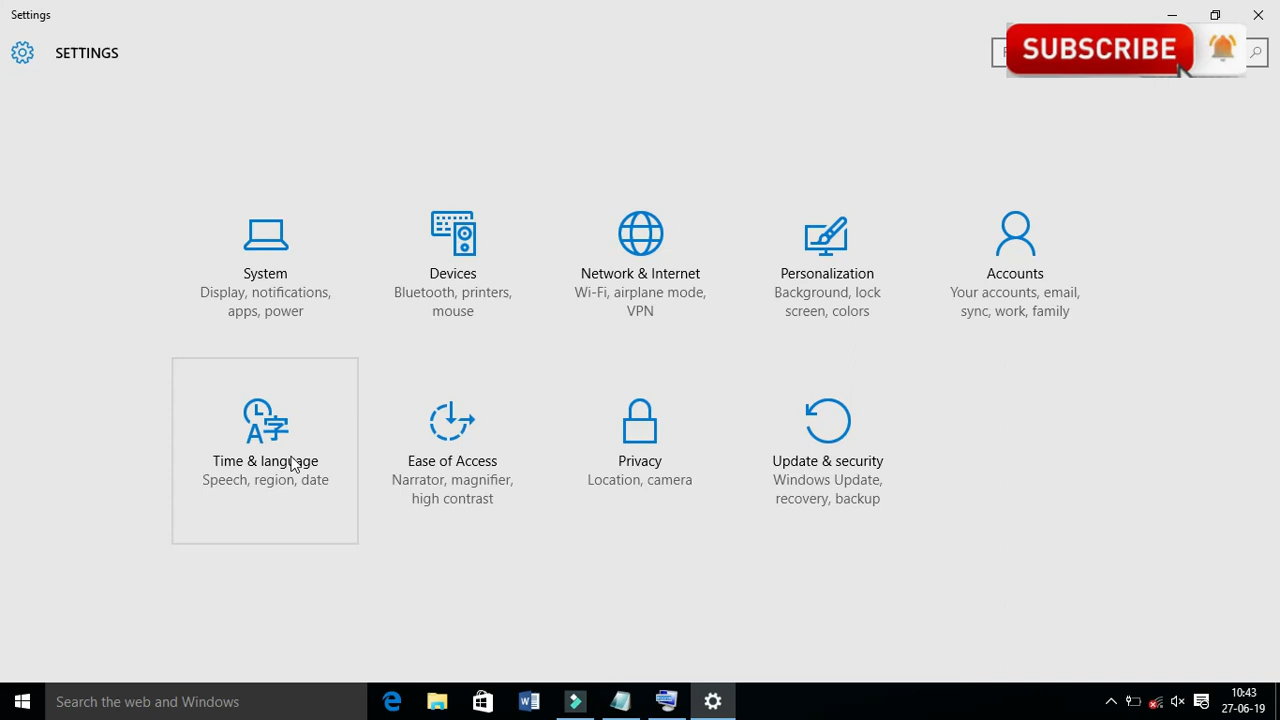 Settings
SETTINGS
SUBSCRIBE
System
Display, notifications,
apps, power
Devices
Bluetooth, printers,
mouse
Network & Internet
Wi-Fi, airplane mode,
VPN
Personalization
Background, lock
screen, colors
Accounts
Your accounts, email,
sync, work, family
Time & language
Speech, region, date
Ease of Access
Narrator, magnifier,
high contrast
Privacy
Location, camera
Update & security
Windows Update,
recovery, backup
Search the web and Windows
10:43
27-06-19